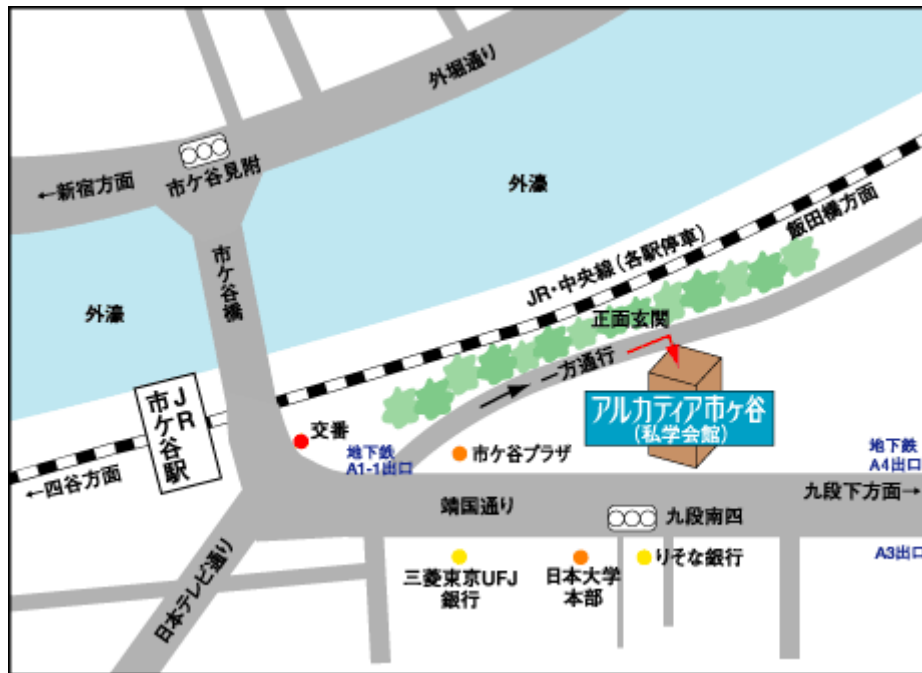 外堀通り
市ケ谷見附
←新宿方面
外濠
飯田橋方面
市ケ谷橋
JR・中央線（各駅停車）
外濠
正面玄関
一方通行
アルカディア市ヶ谷
（私学会館）
JR
市ケ谷駅
交番
地下鉄
A1-1出口
市ケ谷プラザ
地下鉄
A4出口
←四谷方面
靖国通り
九段南四
九段下方面→
日本テレビ通り
三菱東京UFJ
銀行
日本大学
本部
りそな銀行
A3出口